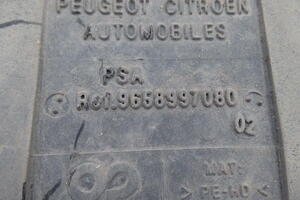 PEUGEOT CITROEN
AUTOMOBILES
PSA
Ref.9658997080
02
MAT:
> PE-HD <